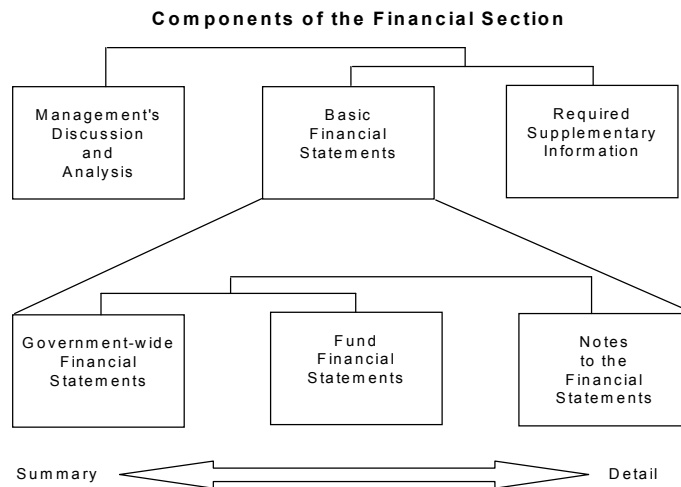 Components of the Financial Section
Management's
Discussion
and
Analysis
Basic
Financial
Statements
Required
Supplementary
Information
Government-wide
Financial
Statements
Fund
Financial
Statements
Notes
to the
Financial
Statements
Summary
Detail